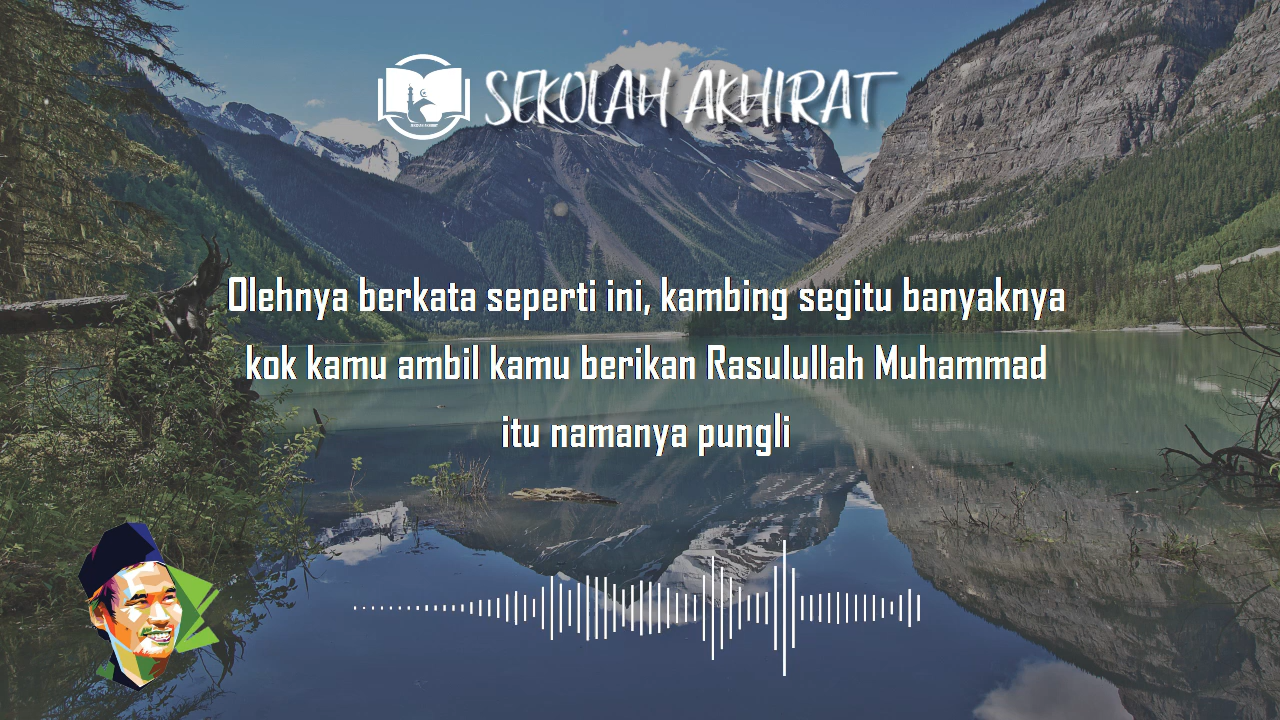 SEKOLAH AKHIRAT
Olehnya berkata seperti ini, kambing segitu banyaknya
kok kamu ambil kamu berikan Rasulullah Muhammad
itu namanya pungli